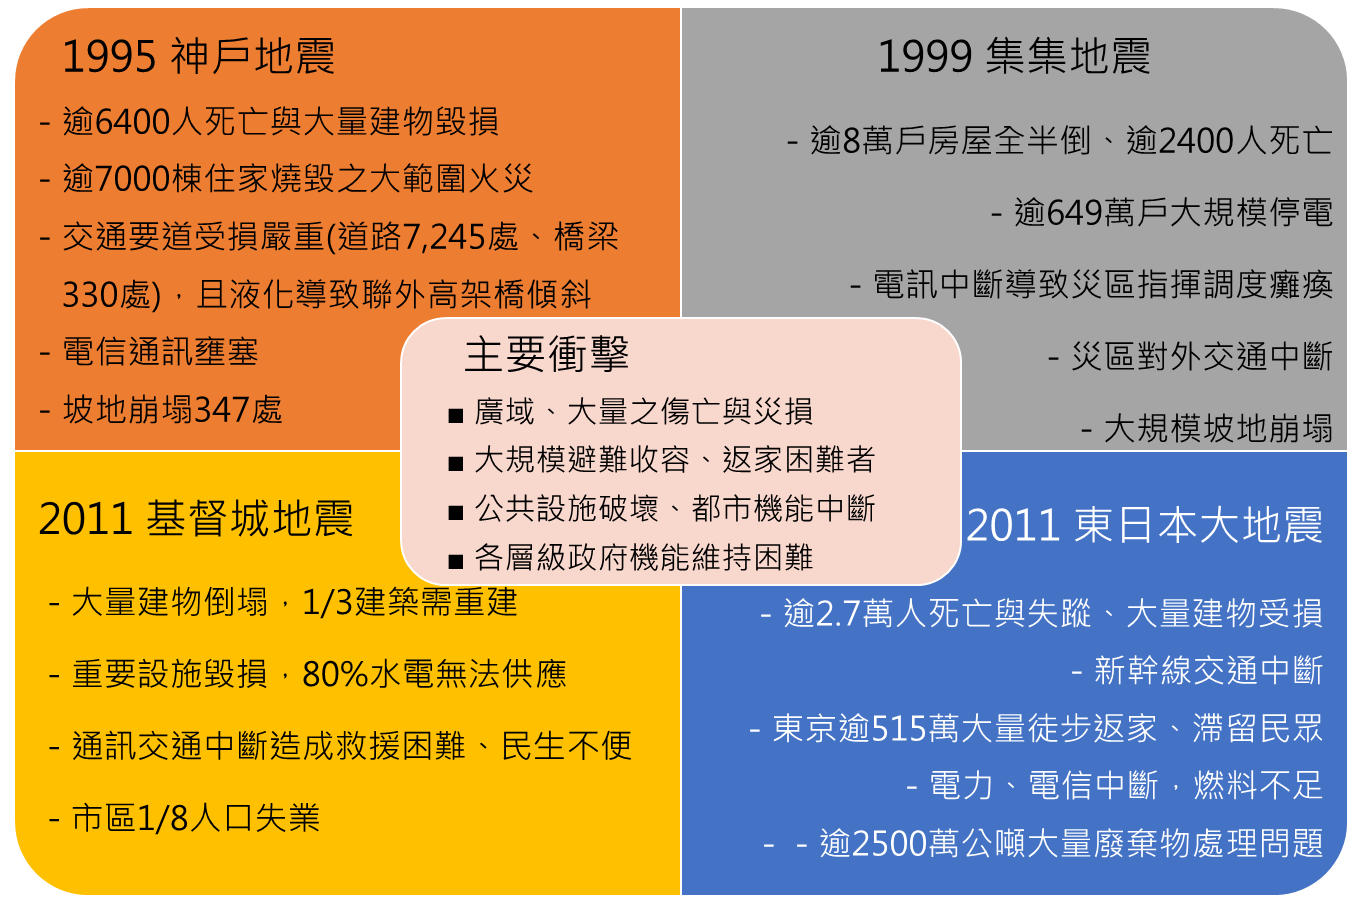 1995 神戶地震
- 逾6400人死亡與大量建物毀損
- 逾7000棟住家燒毀之大範圍火災
- 交通要道受損嚴重(道路7,245處、橋梁
330處)，且液化導致聯外高架橋傾斜
- 電信通訊壅塞
- 坡地崩塌347處
1999 集集地震
- 逾8萬戶房屋全半倒、逾2400人死亡
- 逾649萬戶大規模停電
- 電訊中斷導致災區指揮調度癱瘓
- 災區對外交通中斷
- 大規模坡地崩塌
主要衝擊
■ 廣域、大量之傷亡與災損
■ 大規模避難收容、返家困難者
■ 公共設施破壞、都市機能中斷
■ 各層級政府機能維持困難
2011 基督城地震
- 大量建物倒塌，1/3建築需重建
- 重要設施毀損，80%水電無法供應
- 通訊交通中斷造成救援困難、民生不便
- 市區1/8人口失業
2011 東日本大地震
- 逾2.7萬人死亡與失蹤、大量建物受損
- 新幹線交通中斷
- 東京逾515萬大量徒步返家、滯留民眾
- 電力、電信中斷，燃料不足
- - 逾2500萬公噸大量廢棄物處理問題